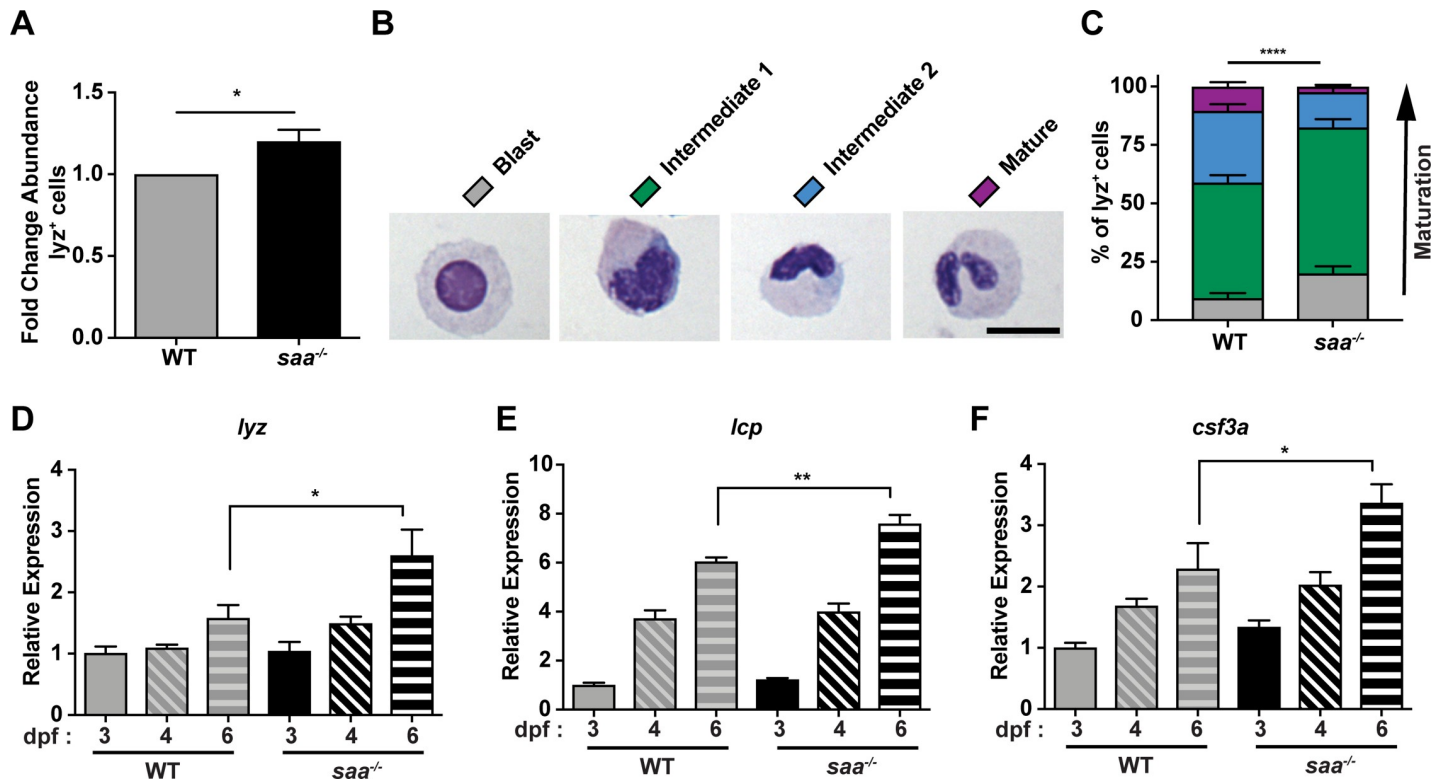 A
Fold Change Abundance
lyz+ cells
1.5
1.0
0.5
0.0
*
WT
saa-/-
B
Blast
Intermediate 1
Intermediate 2
Mature
C
% of lyz+ cells
100
75
50
25
0
****
WT
saa-/-
Maturation
D
lyz
Relative Expression
4
3
2
1
0
*
dpf : 3 4 6 3 4 6
WT saa-/-
E
lcp
Relative Expression
10
8
6
4
2
0
**
dpf : 3 4 6 3 4 6
WT saa-/-
F
csf3a
Relative Expression
4
3
2
1
0
*
dpf : 3 4 6 3 4 6
WT saa-/-